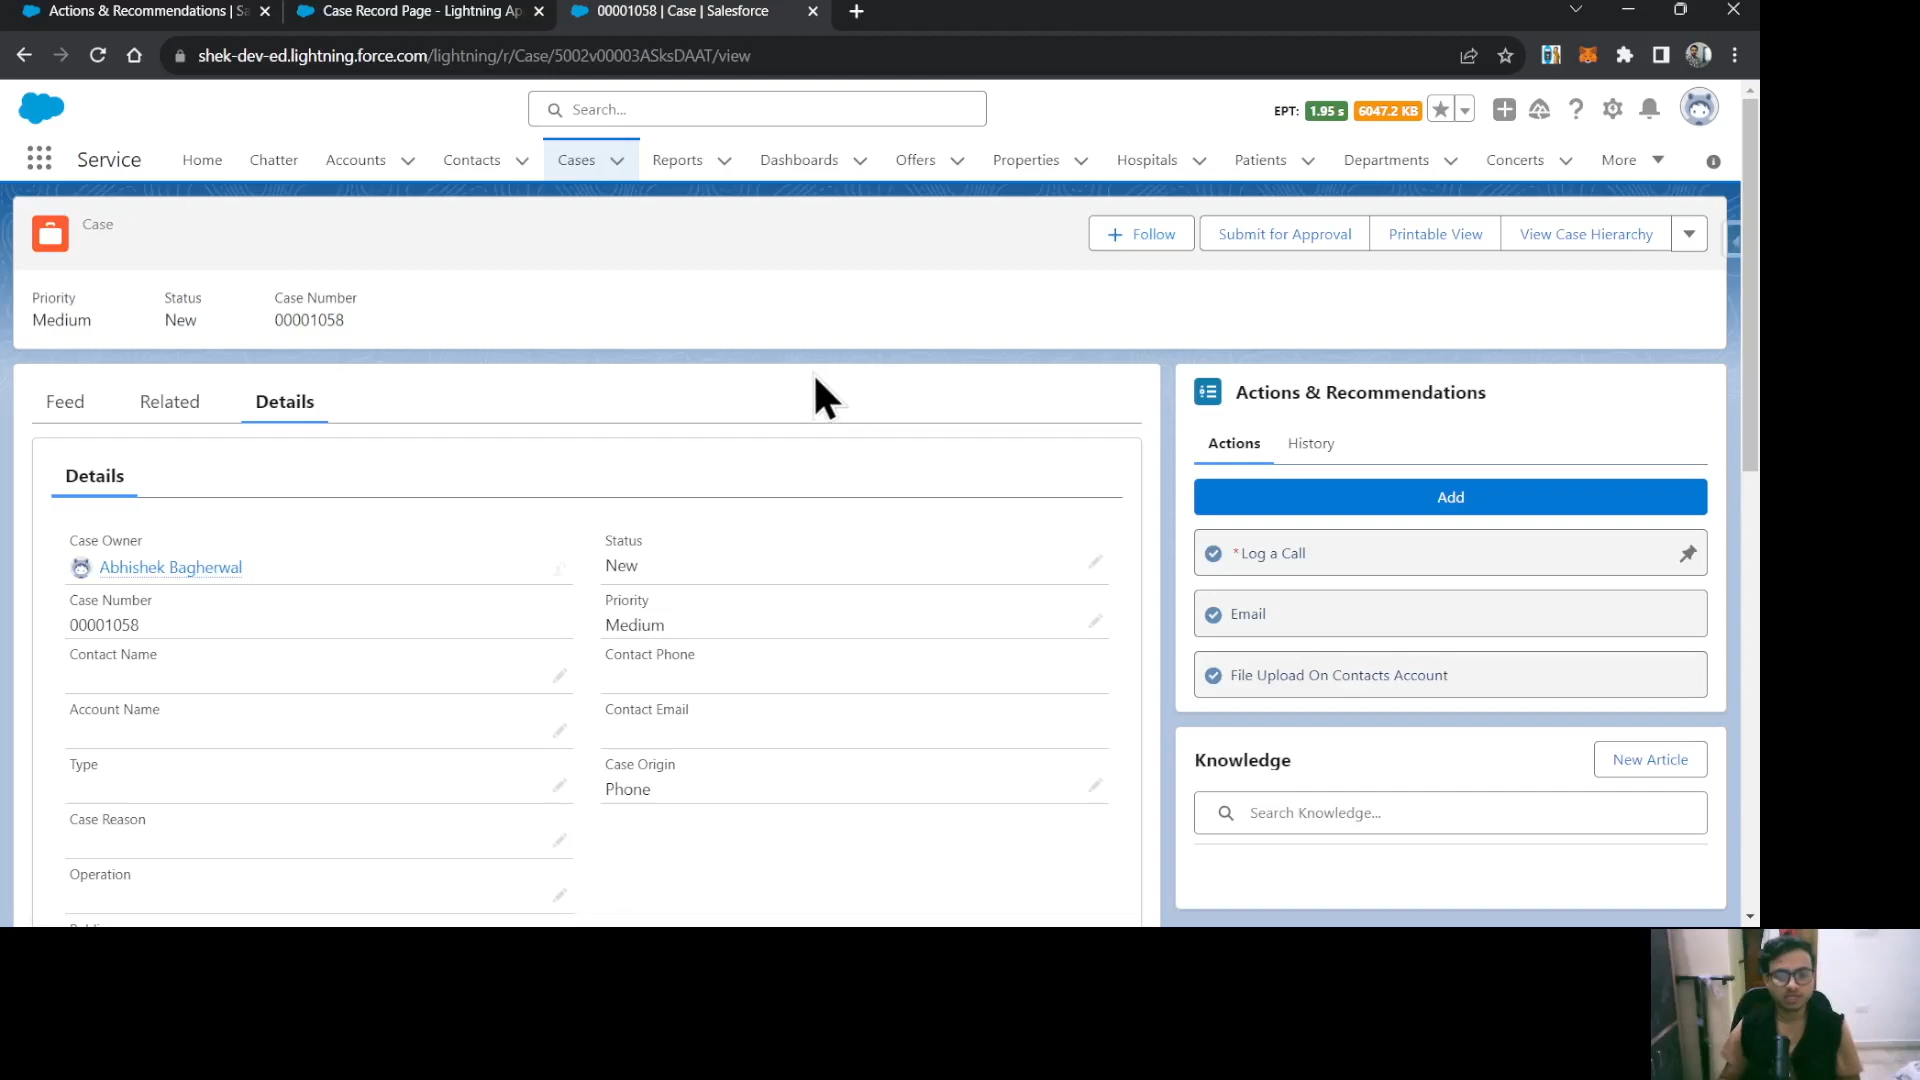 Actions & Recommendations | Sa
Case Record Page - Lightning Ap
00001058 | Case | Salesforce
shek-dev-ed.lightning.force.com/lightning/r/Case/5002v00003ASksDAAT/view
Search...
EPT: 1.95 s 6047.2 KB
Service Home Chatter Accounts Contacts Cases Reports Dashboards Offers Properties Hospitals Patients Departments Concerts More
Case
Follow Submit for Approval Printable View View Case Hierarchy
Priority Status Case Number
Medium New 00001058
Feed Related Details
Details
Case Owner
Abhishek Bagherwal
Status
New
Case Number
00001058
Priority
Medium
Contact Name
Contact Phone
Account Name
Contact Email
Type
Case Origin
Phone
Case Reason
Operation
Actions & Recommendations
Actions History
Add
*Log a Call
Email
File Upload On Contacts Account
Knowledge
New Article
Search Knowledge...